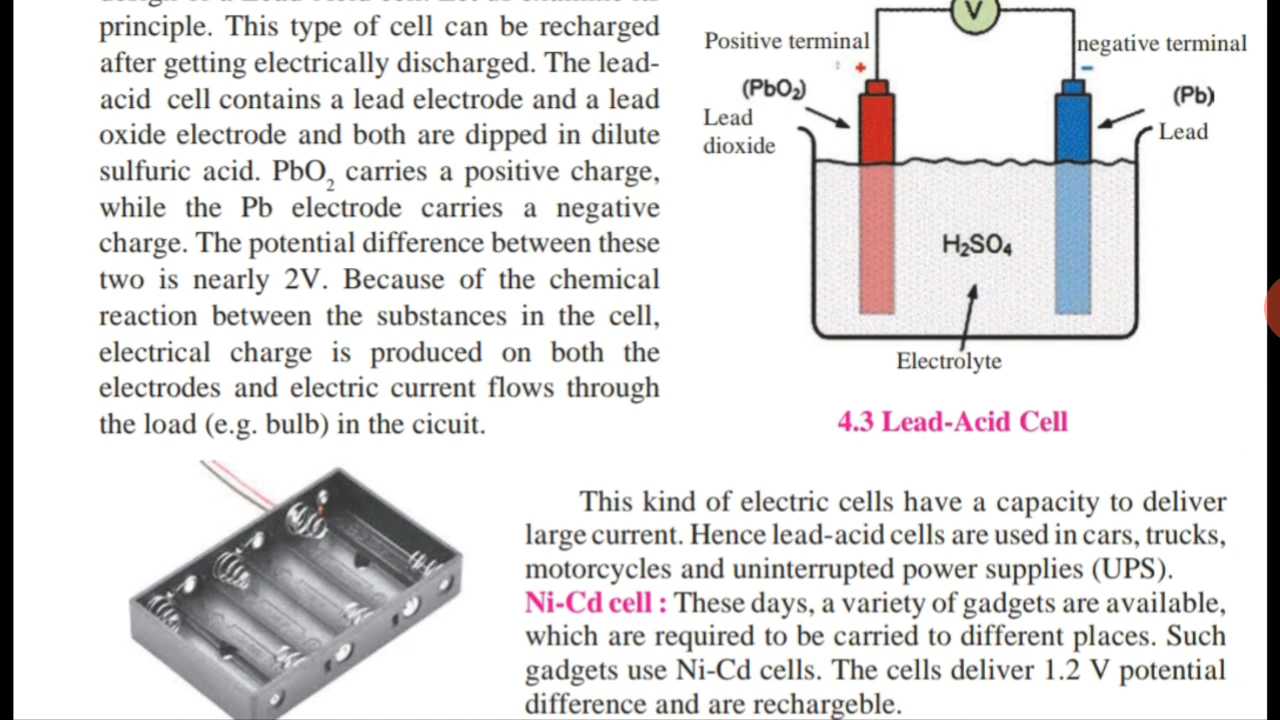 principle. This type of cell can be recharged
after getting electrically discharged. The lead-
acid cell contains a lead electrode and a lead
oxide electrode and both are dipped in dilute
sulfuric acid. PbO₂ carries a positive charge,
while the Pb electrode carries a negative
charge. The potential difference between these
two is nearly 2V. Because of the chemical
reaction between the substances in the cell,
electrical charge is produced on both the
electrodes and electric current flows through
the load (e.g. bulb) in the cicuit.
V
Positive terminal
negative terminal
+
−
(PbO₂)
Lead
dioxide
(Pb)
Lead
H₂SO₄
Electrolyte
4.3 Lead-Acid Cell
This kind of electric cells have a capacity to deliver
large current. Hence lead-acid cells are used in cars, trucks,
motorcycles and uninterrupted power supplies (UPS).
Ni-Cd cell : These days, a variety of gadgets are available,
which are required to be carried to different places. Such
gadgets use Ni-Cd cells. The cells deliver 1.2 V potential
difference and are rechargeble.